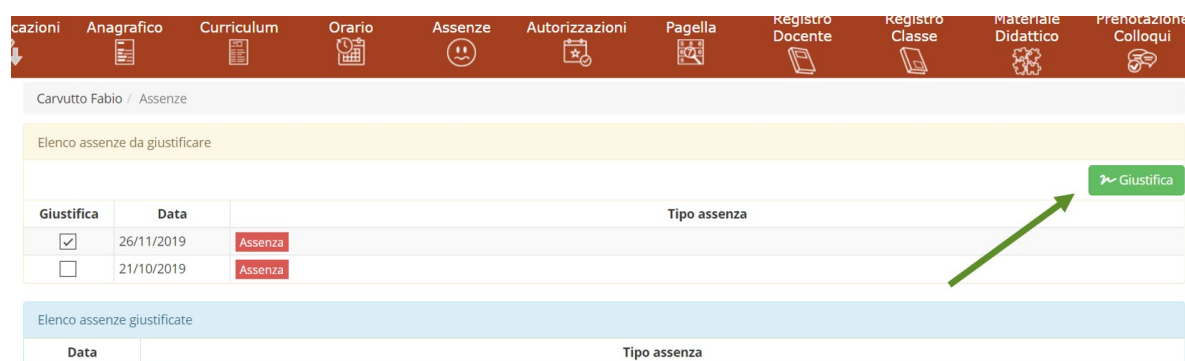 cazioni Anagrafico Curriculum Orario Assenze Autorizzazioni Pagella Registro Docente Registro Classe Materiale Didattico Prenotazione Colloqui
Carvutto Fabio / Assenze
Elenco assenze da giustificare
Giustifica
Giustifica Data Tipo assenza
26/11/2019 Assenza
21/10/2019 Assenza
Elenco assenze giustificate
Data Tipo assenza